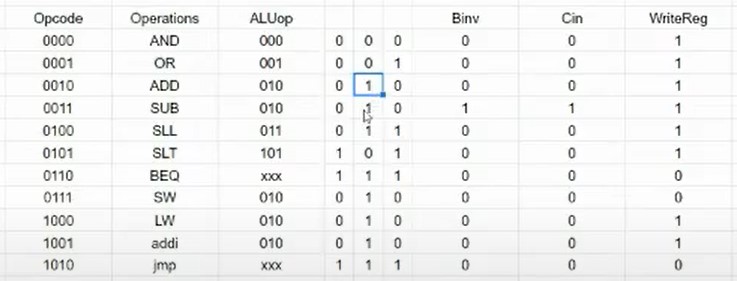 Opcode Operations ALUop Binv Cin WriteReg
0000 AND 000 0 0 0 0 0 1
0001 OR 001 0 0 1 0 0 1
0010 ADD 010 0 1 0 0 0 1
0011 SUB 010 0 1 0 1 1 1
0100 SLL 011 0 1 1 0 0 1
0101 SLT 101 1 0 1 0 0 1
0110 BEQ xxx 1 1 1 0 0 0
0111 SW 010 0 1 0 0 0 0
1000 LW 010 0 1 0 0 0 1
1001 addi 010 0 1 0 0 0 1
1010 jmp xxx 1 1 1 0 0 0